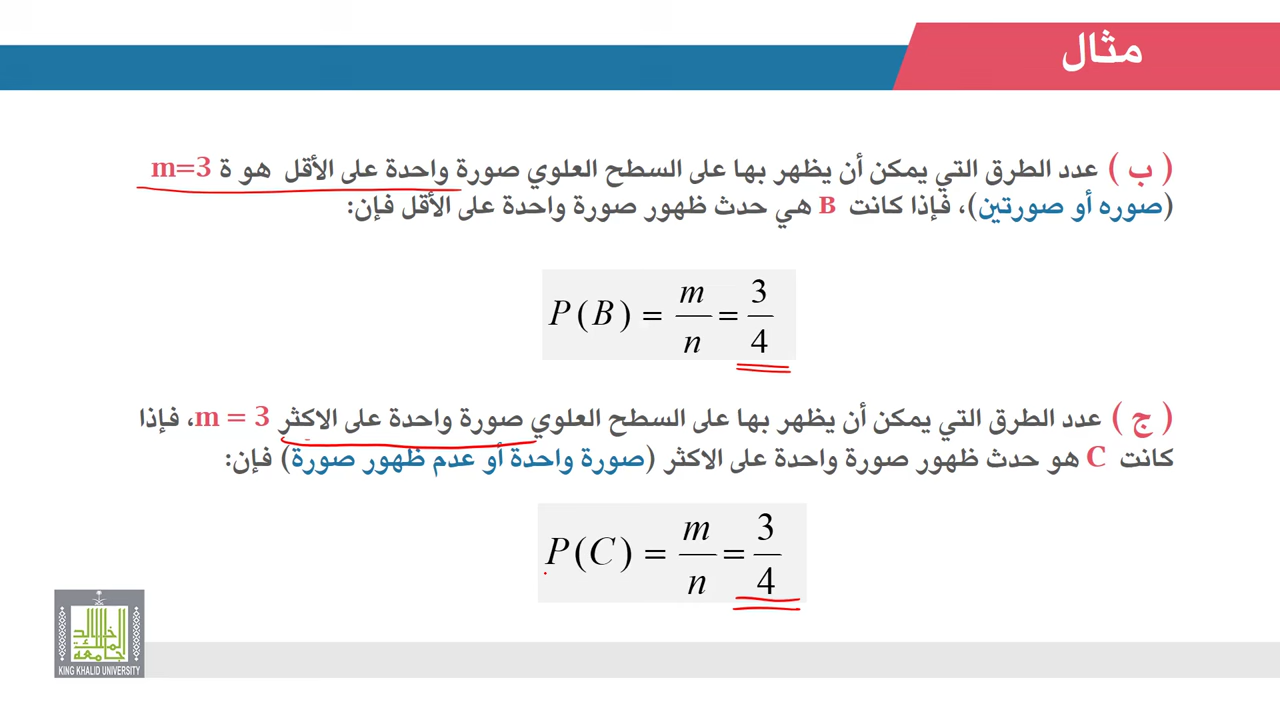 مثال
( ب ) عدد الطرق التي يمكن أن يظهر بها على السطح العلوي صورة واحدة على الأقل هو ة m=3
(صوره أو صورتين)، فإذا كانت B هي حدث ظهور صورة واحدة على الأقل فإن:
P(B) = m/n = 3/4
( ج ) عدد الطرق التي يمكن أن يظهر بها على السطح العلوي صورة واحدة على الاكثر m = 3، فإذا
كانت C هو حدث ظهور صورة واحدة على الاكثر (صورة واحدة أو عدم ظهور صورة) فإن:
P(C) = m/n = 3/4
جامعة الملك خالد
KING KHALID UNIVERSITY